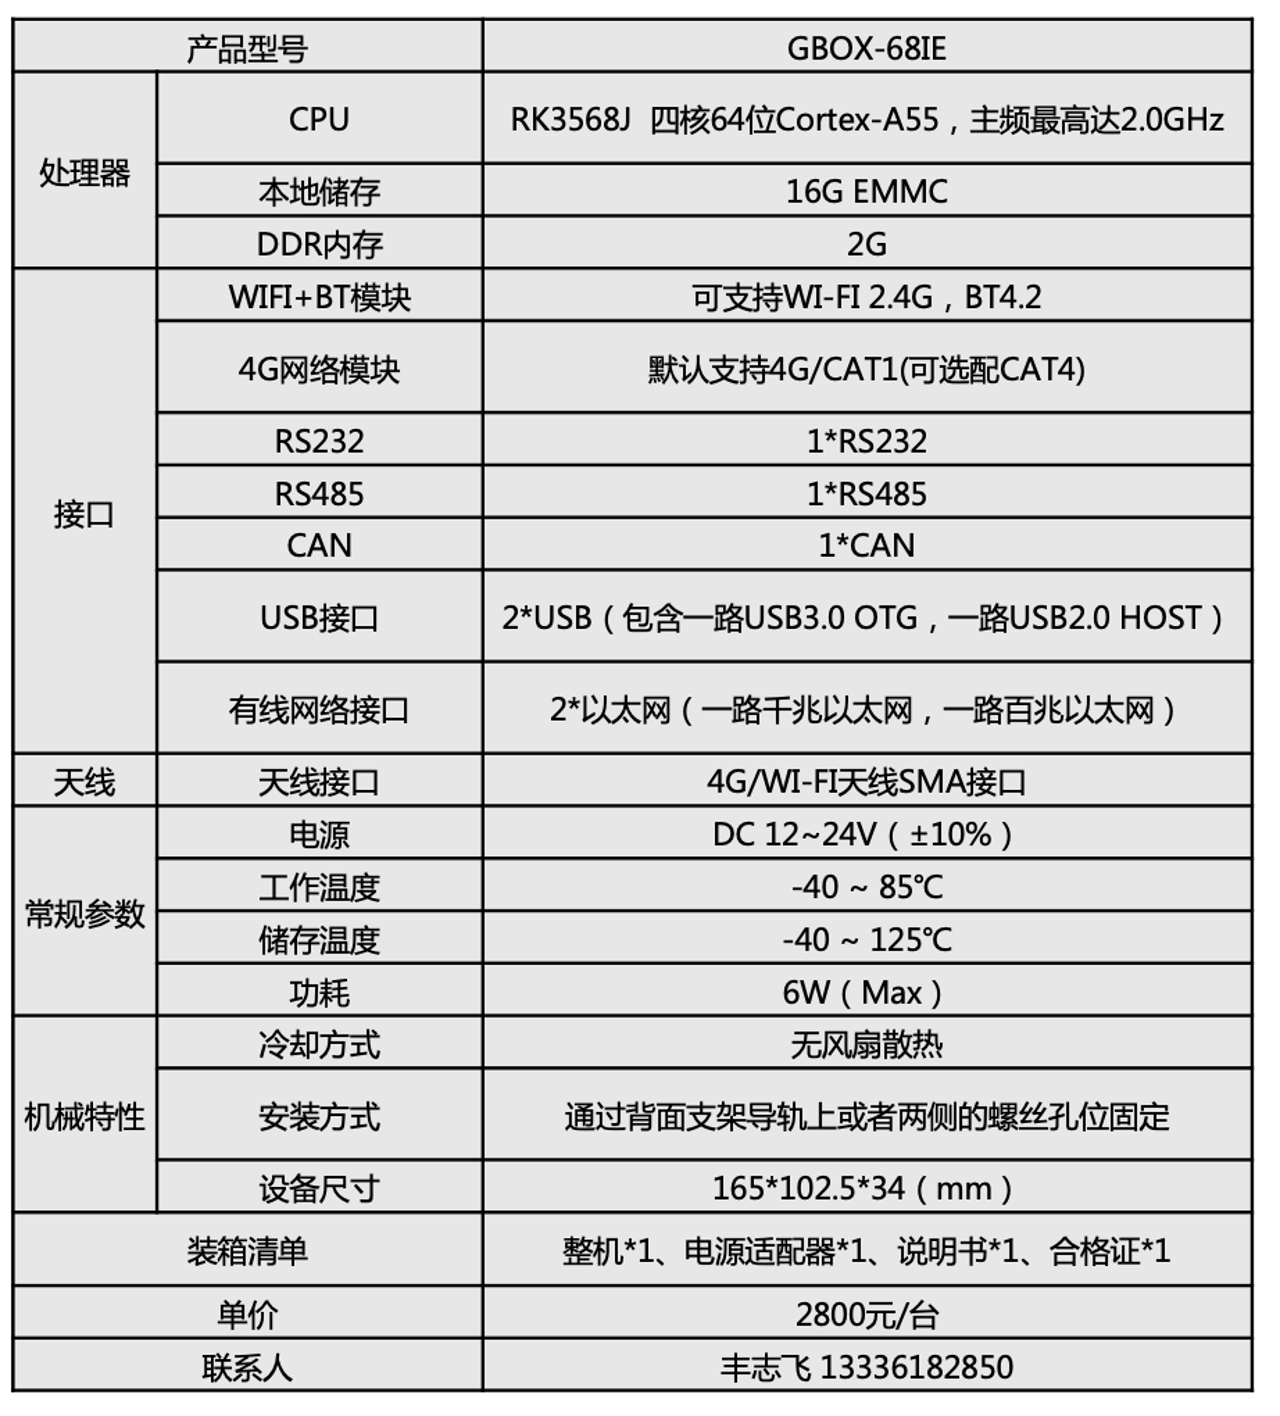 产品型号 GBOX-68IE
处理器
CPU RK3568J 四核64位Cortex-A55，主频最高达2.0GHz
本地储存 16G EMMC
DDR内存 2G
接口
WIFI+BT模块 可支持WI-FI 2.4G，BT4.2
4G网络模块 默认支持4G/CAT1(可选配CAT4)
RS232 1*RS232
RS485 1*RS485
CAN 1*CAN
USB接口 2*USB（包含一路USB3.0 OTG，一路USB2.0 HOST）
有线网络接口 2*以太网（一路千兆以太网，一路百兆以太网）
天线 天线接口 4G/WI-FI天线SMA接口
常规参数
电源 DC 12~24V（±10%）
工作温度 -40 ~ 85℃
储存温度 -40 ~ 125℃
功耗 6W（Max）
机械特性
冷却方式 无风扇散热
安装方式 通过背面支架导轨上或者两侧的螺丝孔位固定
设备尺寸 165*102.5*34（mm）
装箱清单 整机*1、电源适配器*1、说明书*1、合格证*1
单价 2800元/台
联系人 丰志飞 13336182850